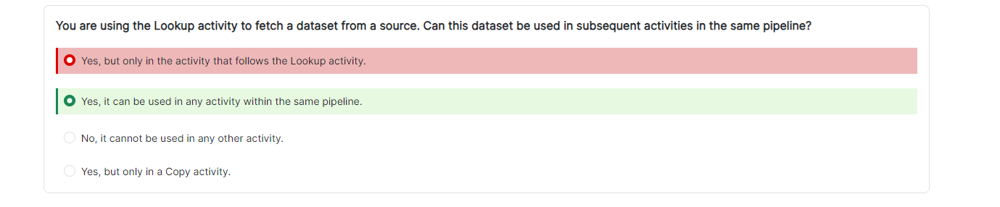 You are using the Lookup activity to fetch a dataset from a source. Can this dataset be used in subsequent activities in the same pipeline?
Yes, but only in the activity that follows the Lookup activity.
Yes, it can be used in any activity within the same pipeline.
No, it cannot be used in any other activity.
Yes, but only in a Copy activity.